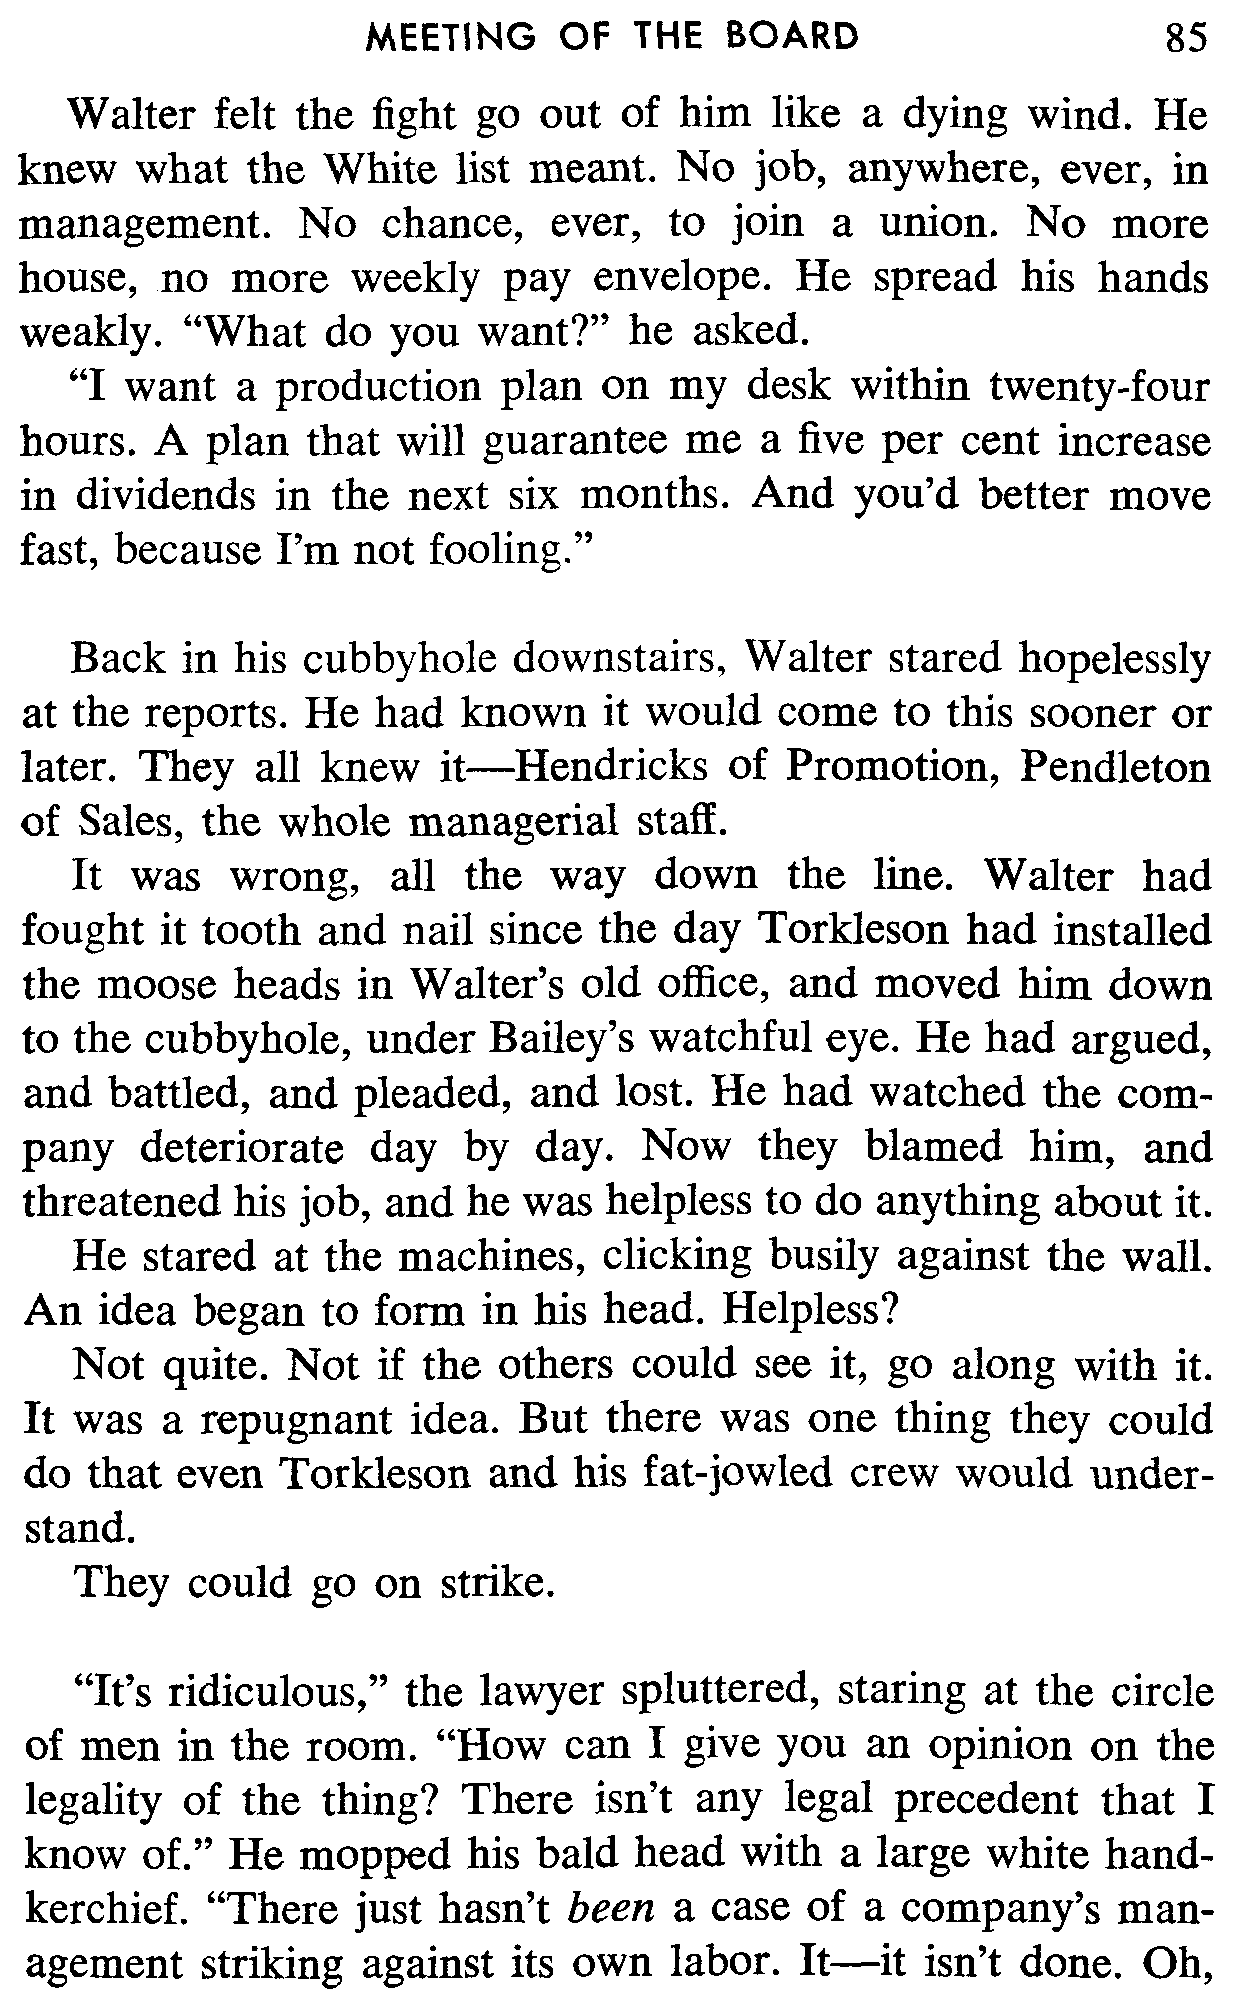 MEETING OF THE BOARD 85
Walter felt the fight go out of him like a dying wind. He
knew what the White list meant. No job, anywhere, ever, in
management. No chance, ever, to join a union. No more
house, no more weekly pay envelope. He spread his hands
weakly. “What do you want?” he asked.
“I want a production plan on my desk within twenty-four
hours. A plan that will guarantee me a five per cent increase
in dividends in the next six months. And you’d better move
fast, because I’m not fooling.”
Back in his cubbyhole downstairs, Walter stared hopelessly
at the reports. He had known it would come to this sooner or
later. They all knew it—Hendricks of Promotion, Pendleton
of Sales, the whole managerial staff.
It was wrong, all the way down the line. Walter had
fought it tooth and nail since the day Torkleson had installed
the moose heads in Walter’s old office, and moved him down
to the cubbyhole, under Bailey’s watchful eye. He had argued,
and battled, and pleaded, and lost. He had watched the com-
pany deteriorate day by day. Now they blamed him, and
threatened his job, and he was helpless to do anything about it.
He stared at the machines, clicking busily against the wall.
An idea began to form in his head. Helpless?
Not quite. Not if the others could see it, go along with it.
It was a repugnant idea. But there was one thing they could
do that even Torkleson and his fat-jowled crew would under-
stand.
They could go on strike.
“It’s ridiculous,” the lawyer spluttered, staring at the circle
of men in the room. “How can I give you an opinion on the
legality of the thing? There isn’t any legal precedent that I
know of.” He mopped his bald head with a large white hand-
kerchief. “There just hasn’t been a case of a company’s man-
agement striking against its own labor. It—it isn’t done. Oh,